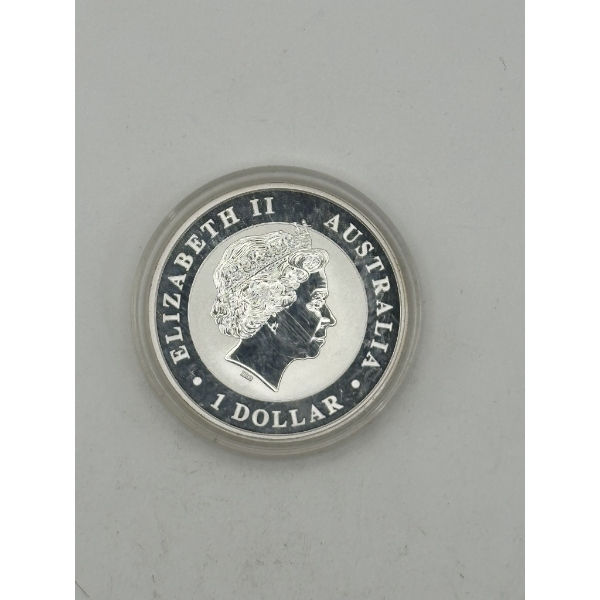 ELIZABETH II
AUSTRALIA
• 1 DOLLAR •